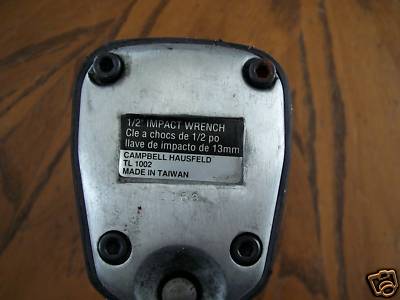 1/2" IMPACT WRENCH
Cle a chocs de 1/2 po
llave de impacto de 13mm
CAMPBELL HAUSFELD
TL 1002
MADE IN TAIWAN